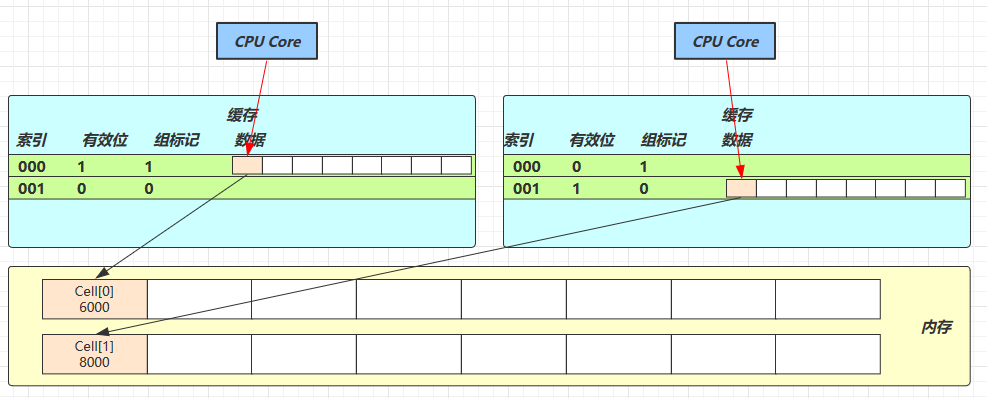 CPU Core
CPU Core
缓存
索引 有效位 组标记 数据
000 1 1
001 0 0
缓存
索引 有效位 组标记 数据
000 0 1
001 1 0
Cell[0]
6000
Cell[1]
8000
内存